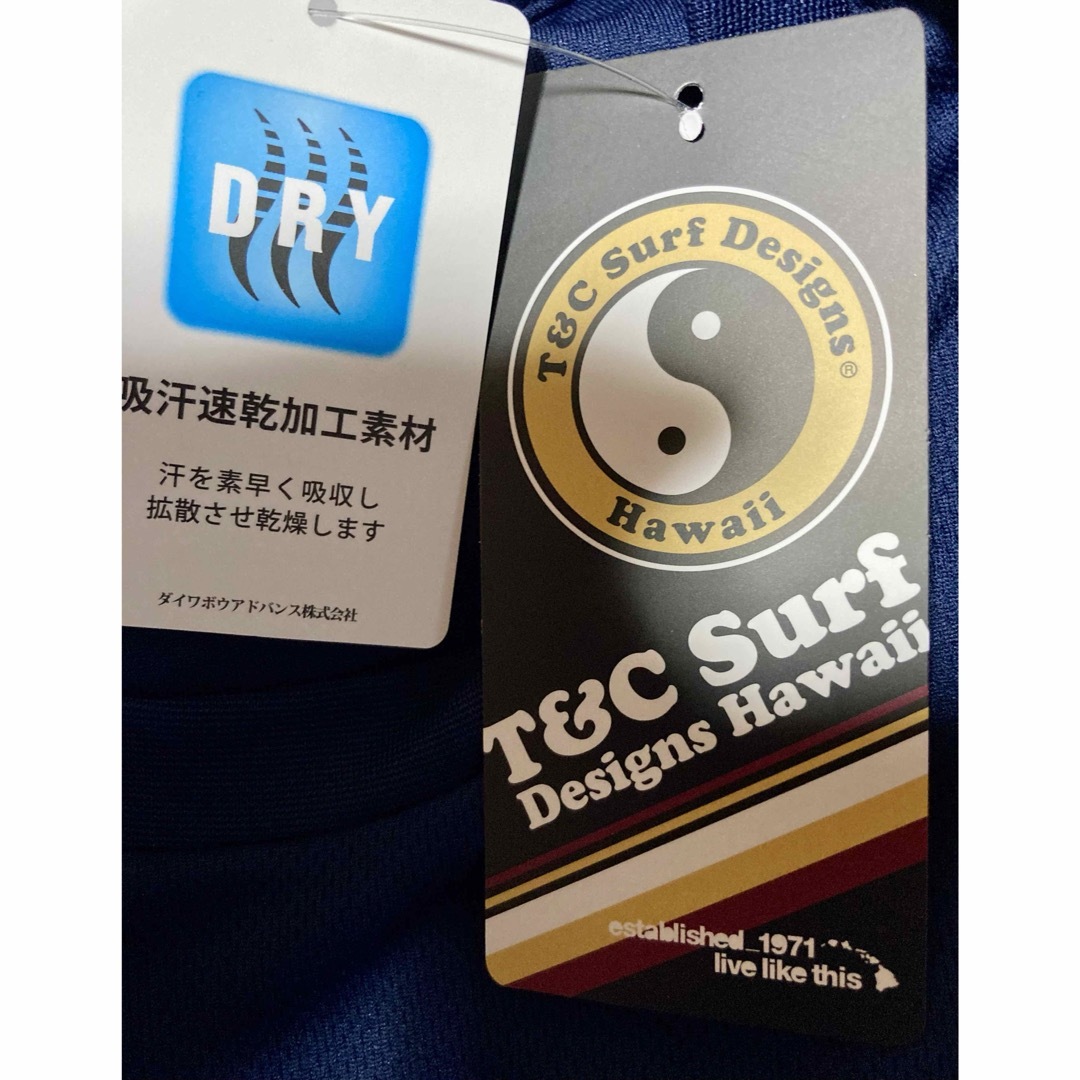 DRY
吸汗速乾加工素材
汗を素早く吸収し
拡散させ乾燥します
ダイワボウアドバンス株式会社
T&C Surf Designs®
Hawaii
T&C Surf
Designs Hawaii
established_1971
live like this